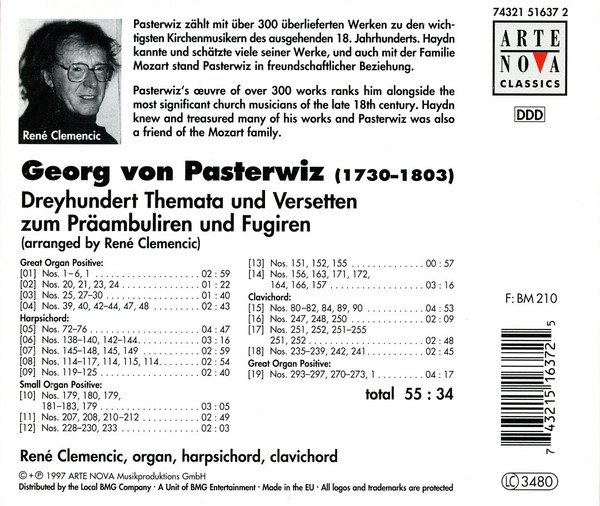 74321 51637 2
ARTE
NOVA
CLASSICS
DDD
Pasterwiz zählt mit über 300 überlieferten Werken zu den wich-
tigsten Kirchenmusikern des ausgehenden 18. Jahrhunderts. Haydn
kannte und schätzte viele seiner Werke, und auch mit der Familie
Mozart stand Pasterwiz in freundschaftlicher Beziehung.
Pasterwiz's œuvre of over 300 works ranks him alongside the
most significant church musicians of the late 18th century. Haydn
knew and treasured many of his works and Pasterwiz was also
a friend of the Mozart family.
René Clemencic
Georg von Pasterwiz (1730–1803)
Dreyhundert Themata und Versetten
zum Präambuliren und Fugiren
(arranged by René Clemencic)
Great Organ Positive:
[01] Nos. 1–6, 1 . . . . . . . . . . . . . . . . . . 02 : 59
[02] Nos. 20, 21, 23, 24 . . . . . . . . . . . . 01 : 22
[03] Nos. 25, 27–30 . . . . . . . . . . . . . . . 01 : 40
[04] Nos. 39, 40, 42–44, 47, 48 . . . . . . 02 : 43
Harpsichord:
[05] Nos. 72–76 . . . . . . . . . . . . . . . . . . 04 : 47
[06] Nos. 138–140, 142–144 . . . . . . . . . 03 : 16
[07] Nos. 145–148, 145, 149 . . . . . . . . 02 : 59
[08] Nos. 114–117, 114, 115, 114 . . . . . 02 : 54
[09] Nos. 119–125 . . . . . . . . . . . . . . . . 02 : 40
Small Organ Positive:
[10] Nos. 179, 180, 179,
181–183, 179 . . . . . . . . . . . . . . . . 03 : 05
[11] Nos. 207, 208, 210–212 . . . . . . . . 02 : 49
[12] Nos. 228–230, 233 . . . . . . . . . . . . 02 : 03
[13] Nos. 151, 152, 155 . . . . . . . . . . . . 00 : 57
[14] Nos. 156, 163, 171, 172,
164, 166, 157 . . . . . . . . . . . . . . . . 03 : 16
Clavichord:
[15] Nos. 80–82, 84, 89, 90 . . . . . . . . . 04 : 53
[16] Nos. 247, 248, 250 . . . . . . . . . . . . 02 : 09
[17] Nos. 251, 252, 251–255
251, 252 . . . . . . . . . . . . . . . . . . . . 02 : 48
[18] Nos. 235–239, 242, 241 . . . . . . . . 02 : 45
Great Organ Positive:
[19] Nos. 293–297, 270–273, 1 . . . . . . 04 : 17
total 55 : 34
F: BM 210
7 43215 16372 5
LC 3480
René Clemencic, organ, harpsichord, clavichord
© + ℗ 1997 ARTE NOVA Musikproduktions GmbH
Distributed by the Local BMG Company · A Unit of BMG Entertainment · Made in the EU · All logos and trademarks are protected